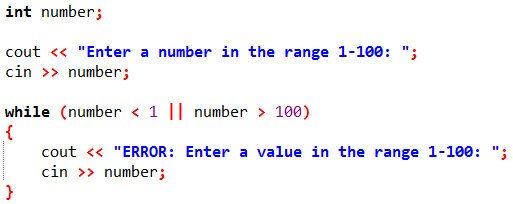 int number;
cout << "Enter a number in the range 1-100: ";
cin >> number;
while (number < 1 || number > 100)
{
    cout << "ERROR: Enter a value in the range 1-100: ";
    cin >> number;
}